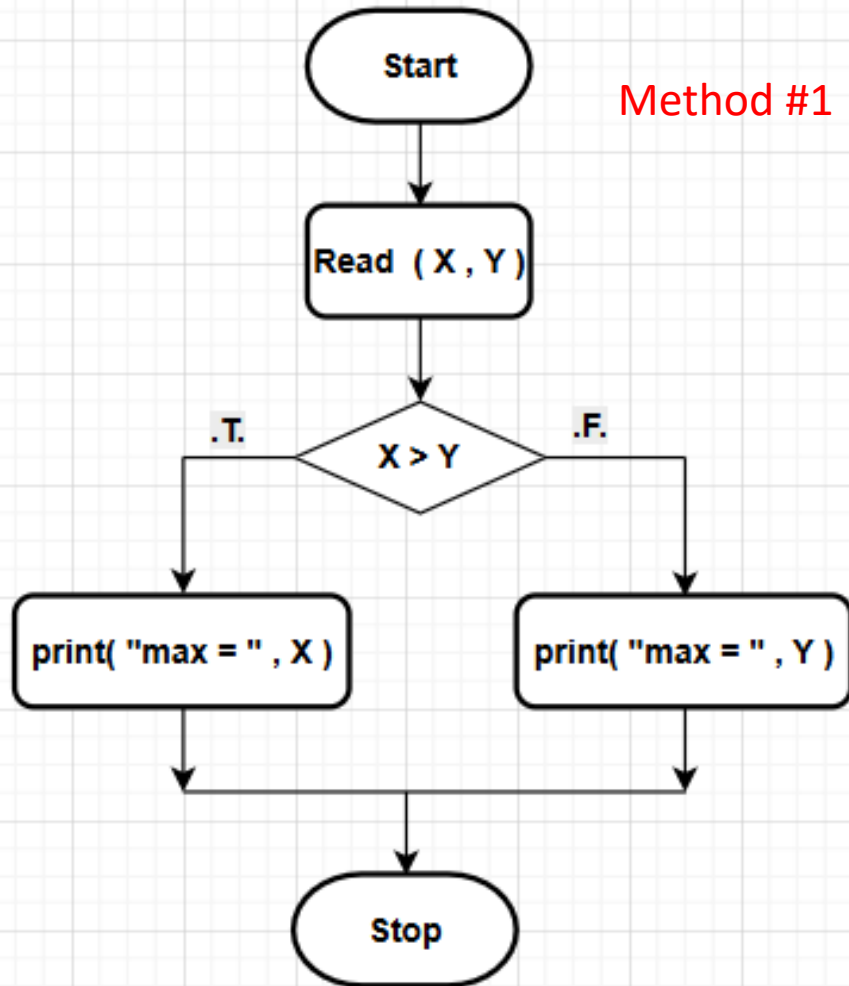 Start
Method #1
Read ( X , Y )
.T.
.F.
X > Y
print( "max = " , X )
print( "max = " , Y )
Stop